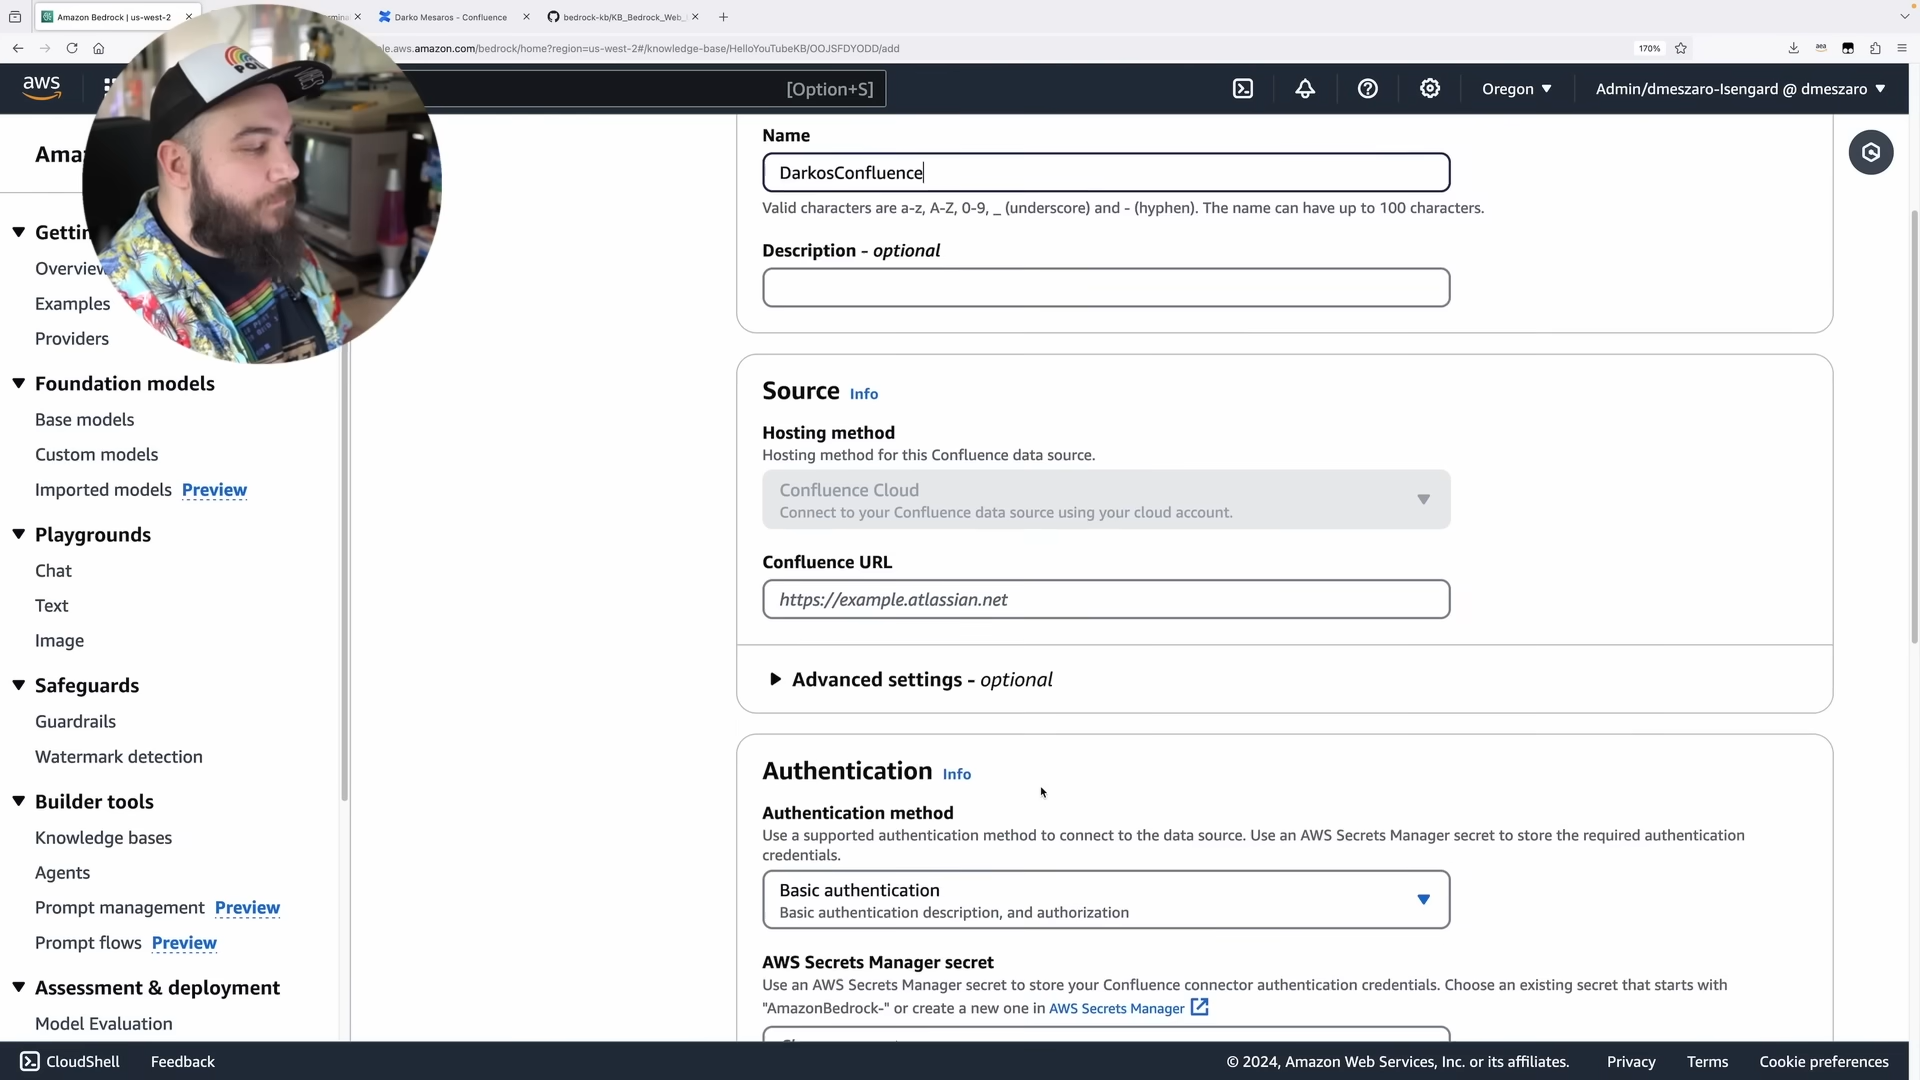 Amazon Bedrock | us-west-2
Darko Mesaros - Confluence
bedrock-kb/KB_Bedrock_Web_
.aws.amazon.com/bedrock/home?region=us-west-2#/knowledge-base/HelloYouTubeKB/OOJSFDYODD/add
170%
aws
[Option+S]
Oregon
Admin/dmeszaro-Isengard @ dmeszaro
Overview
Examples
Providers
Foundation models
Base models
Custom models
Imported models Preview
Playgrounds
Chat
Text
Image
Safeguards
Guardrails
Watermark detection
Builder tools
Knowledge bases
Agents
Prompt management Preview
Prompt flows Preview
Assessment & deployment
Model Evaluation
Name
DarkosConfluence
Valid characters are a-z, A-Z, 0-9, _ (underscore) and - (hyphen). The name can have up to 100 characters.
Description - optional
Source Info
Hosting method
Hosting method for this Confluence data source.
Confluence Cloud
Connect to your Confluence data source using your cloud account.
Confluence URL
https://example.atlassian.net
Advanced settings - optional
Authentication Info
Authentication method
Use a supported authentication method to connect to the data source. Use an AWS Secrets Manager secret to store the required authentication
credentials.
Basic authentication
Basic authentication description, and authorization
AWS Secrets Manager secret
Use an AWS Secrets Manager secret to store your Confluence connector authentication credentials. Choose an existing secret that starts with
"AmazonBedrock-" or create a new one in AWS Secrets Manager
CloudShell
Feedback
© 2024, Amazon Web Services, Inc. or its affiliates.
Privacy
Terms
Cookie preferences